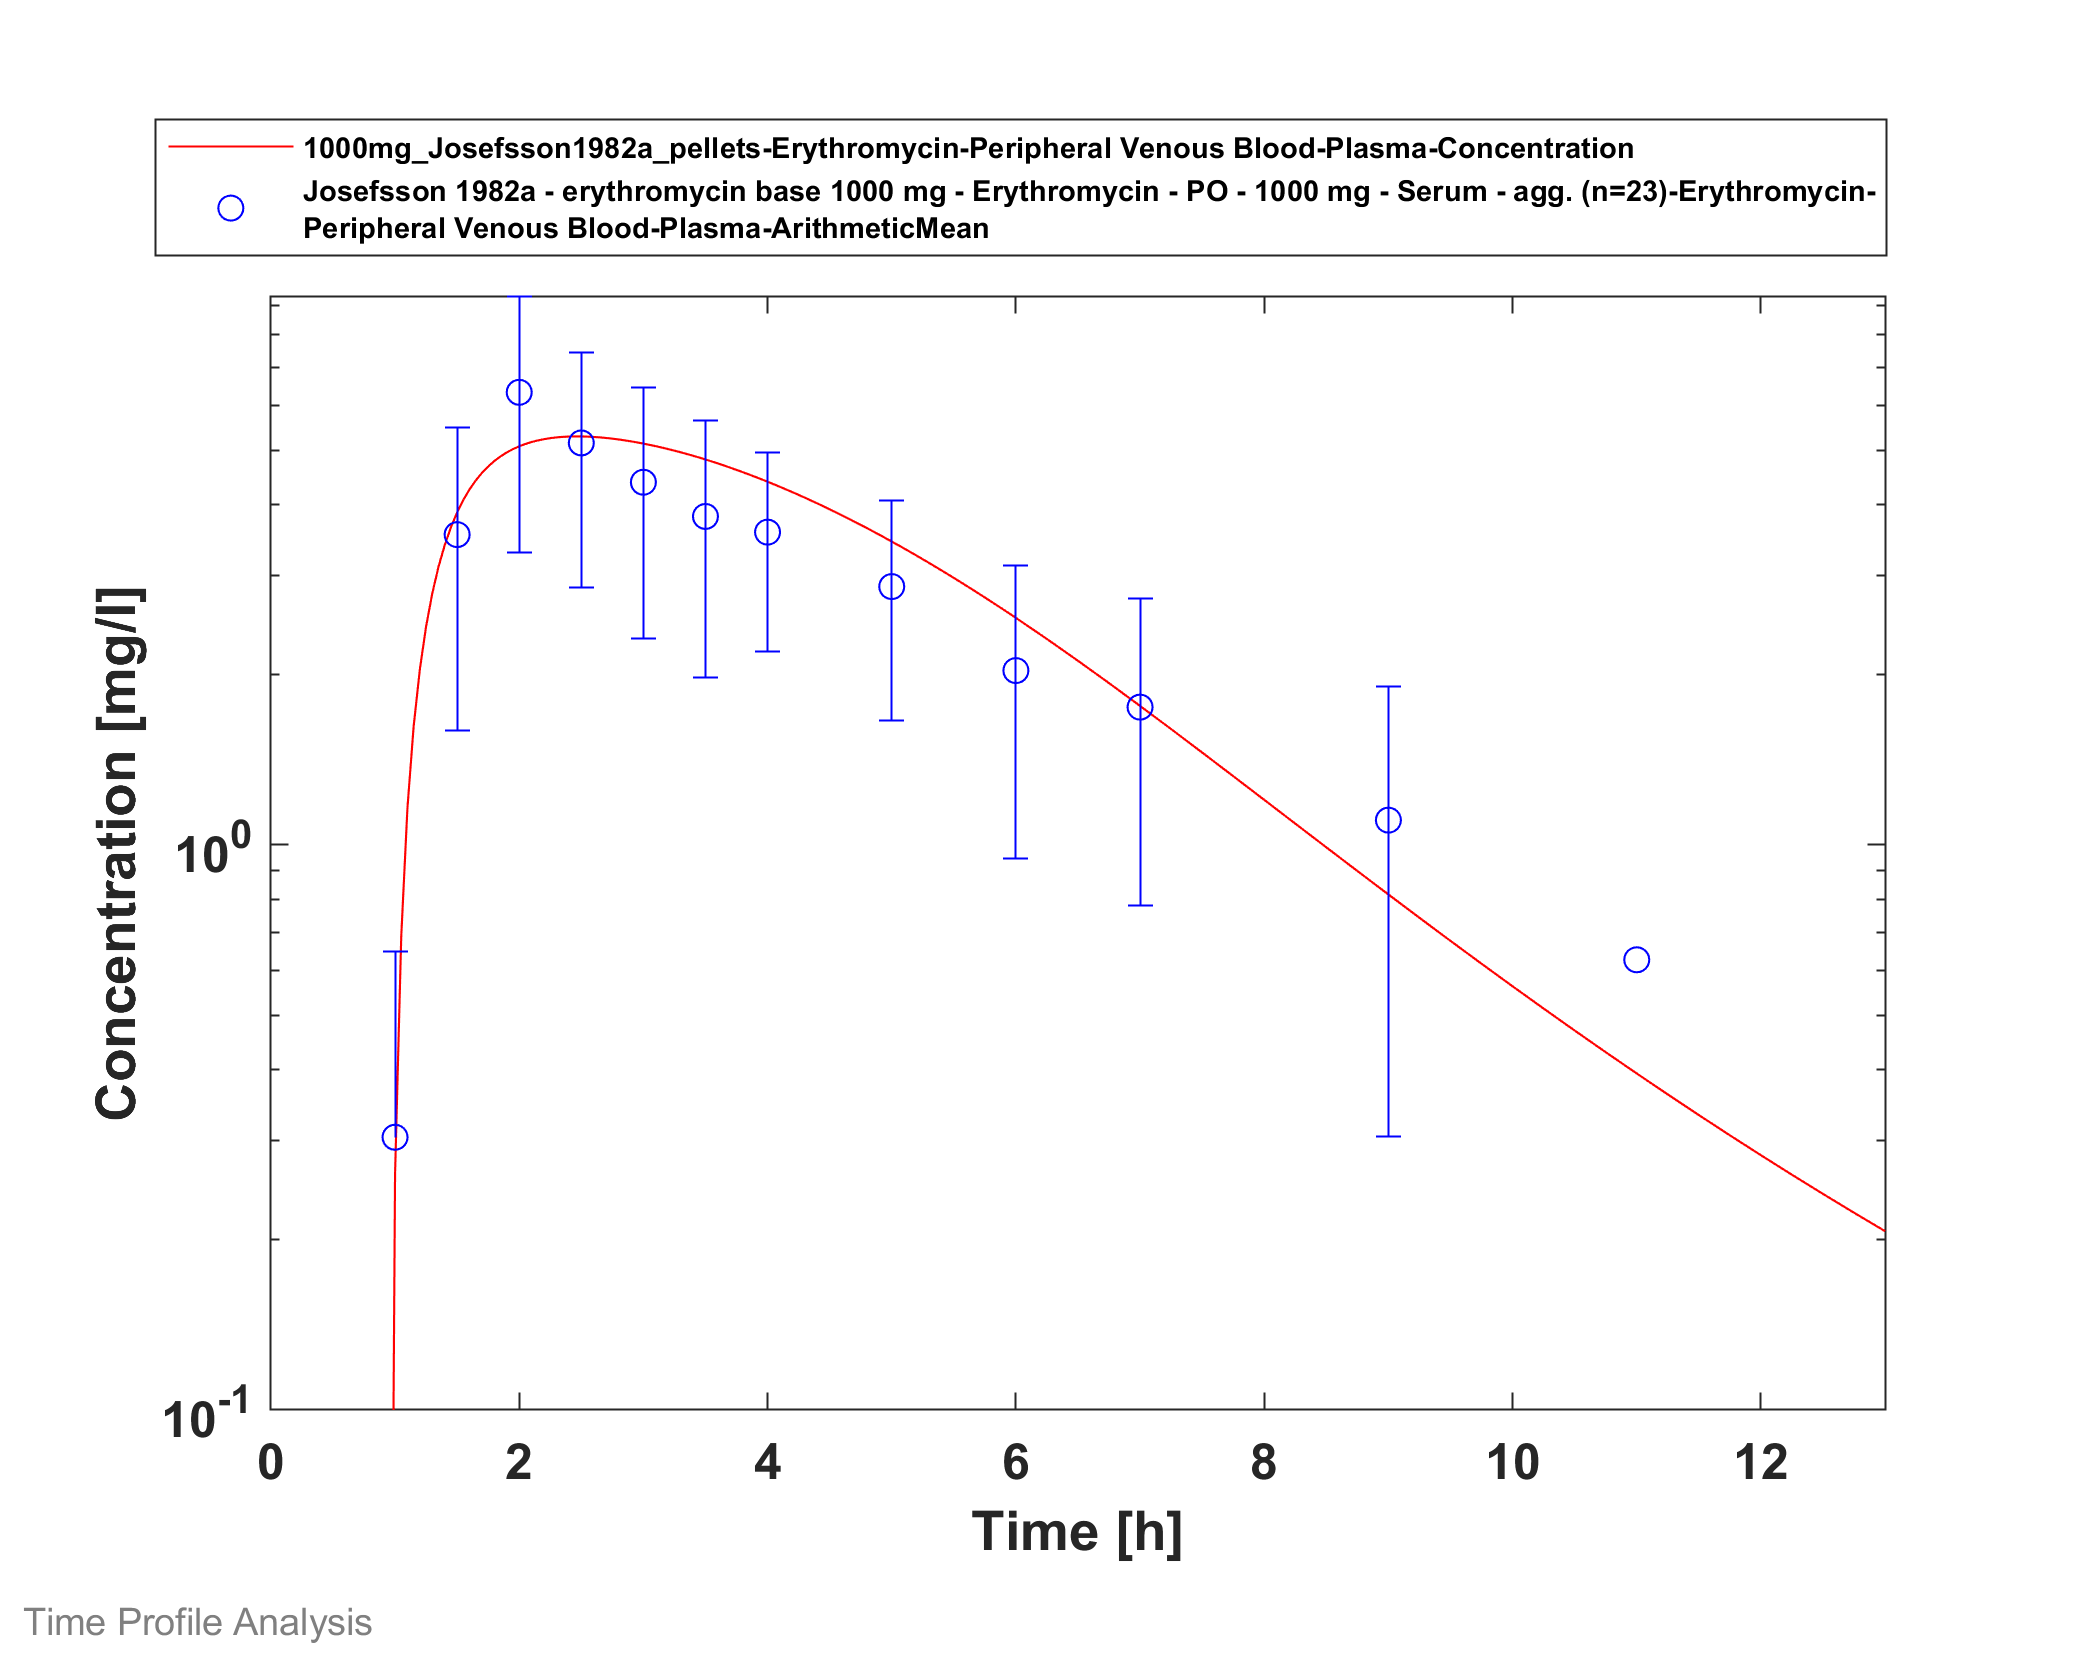 1000mg_Josefsson1982a_pellets-Erythromycin-Peripheral Venous Blood-Plasma-Concentration
Josefsson 1982a - erythromycin base 1000 mg - Erythromycin - PO - 1000 mg - Serum - agg. (n=23)-Erythromycin-
Peripheral Venous Blood-Plasma-ArithmeticMean
Concentration [mg/l]
10^0
10^-1
0 2 4 6 8 10 12
Time [h]
Time Profile Analysis